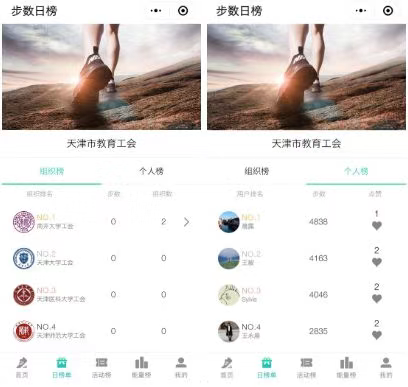 步数日榜
天津市教育工会
组织榜 个人榜
组织排名 步数 组织数
NO.1
南开大学工会
0 2
NO.2
天津大学工会
0 0
NO.3
天津医科大学工会
0 0
NO.4
天津师范大学工会
0 0
首页 日榜单 活动榜 能量榜 我的
步数日榜
天津市教育工会
组织榜 个人榜
用户排名 步数 点赞
NO.1
4838 1
NO.2
王毅
4163 2
NO.3
Sylvia
4046 2
NO.4
王永泉
2835 2
首页 日榜单 活动榜 能量榜 我的